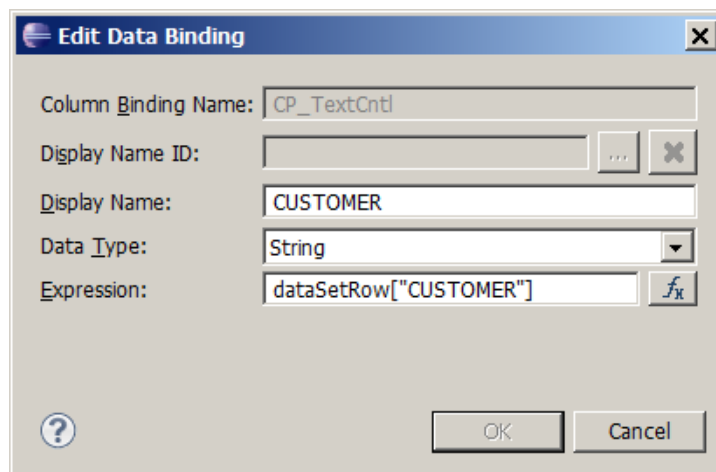 Edit Data Binding
Column Binding Name: CP_TextCntl
Display Name ID: ...
Display Name: CUSTOMER
Data Type: String
Expression: dataSetRow["CUSTOMER"] fx
? OK Cancel